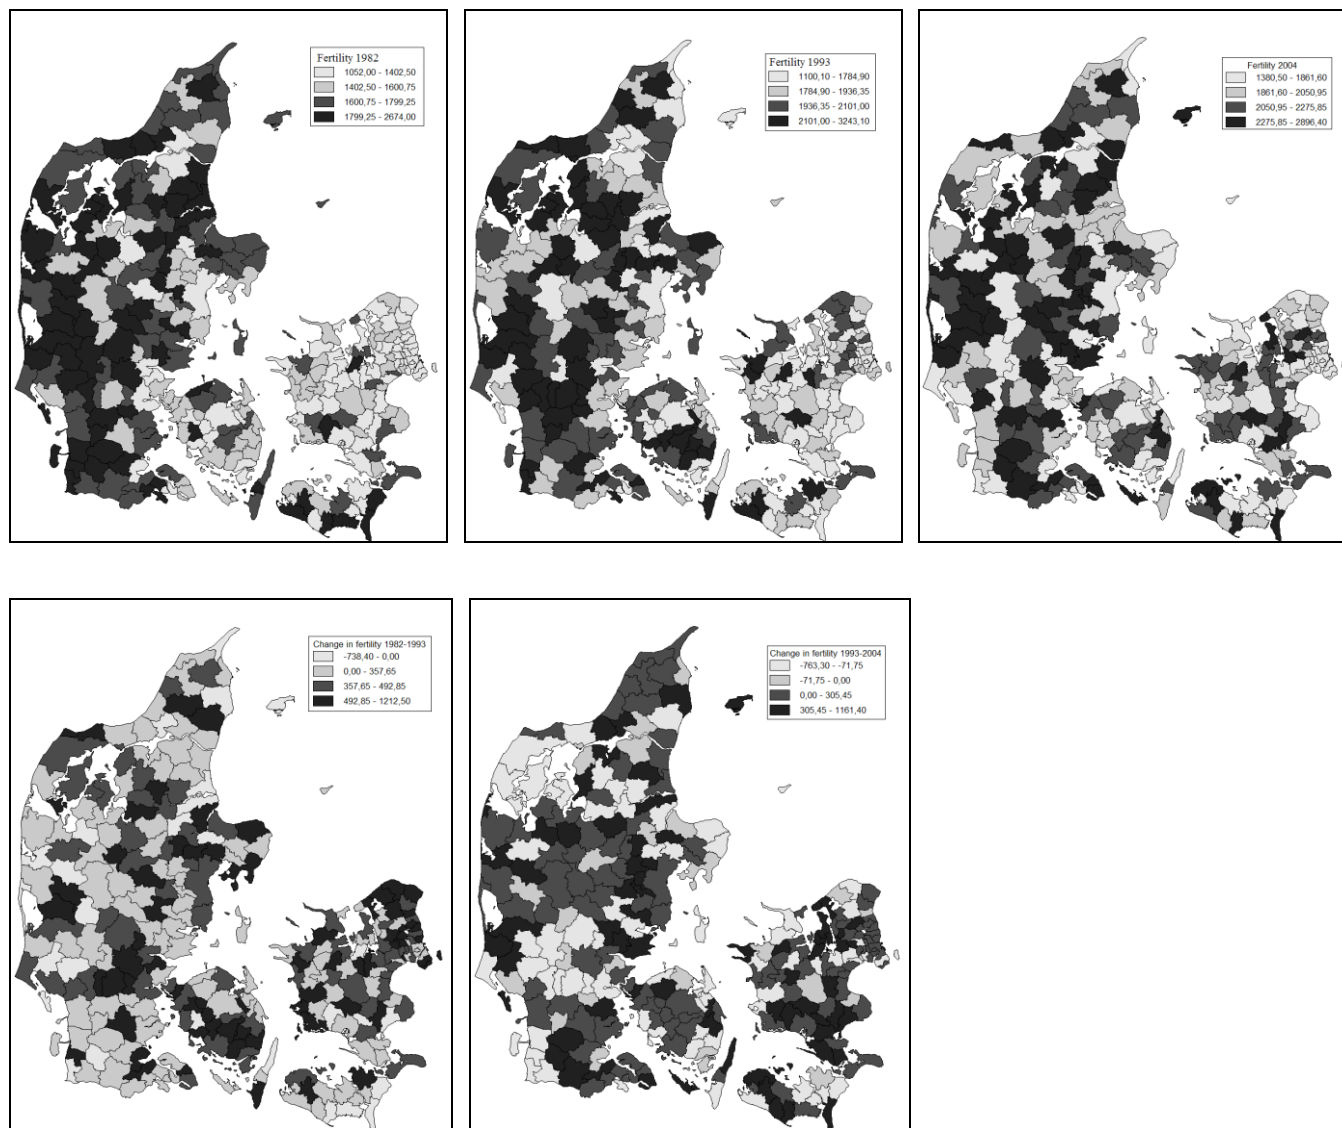 Fertility 1982
1052,00 - 1402,50
1402,50 - 1600,75
1600,75 - 1799,25
1799,25 - 2674,00
Fertility 1993
1100,10 - 1784,90
1784,90 - 1936,35
1936,35 - 2101,00
2101,00 - 3243,10
Fertility 2004
1380,50 - 1861,60
1861,60 - 2050,95
2050,95 - 2275,85
2275,85 - 2896,40
Change in fertility 1982-1993
-738,40 - 0,00
0,00 - 357,65
357,65 - 492,85
492,85 - 1212,50
Change in fertility 1993-2004
-763,30 - -71,75
-71,75 - 0,00
0,00 - 305,45
305,45 - 1161,40